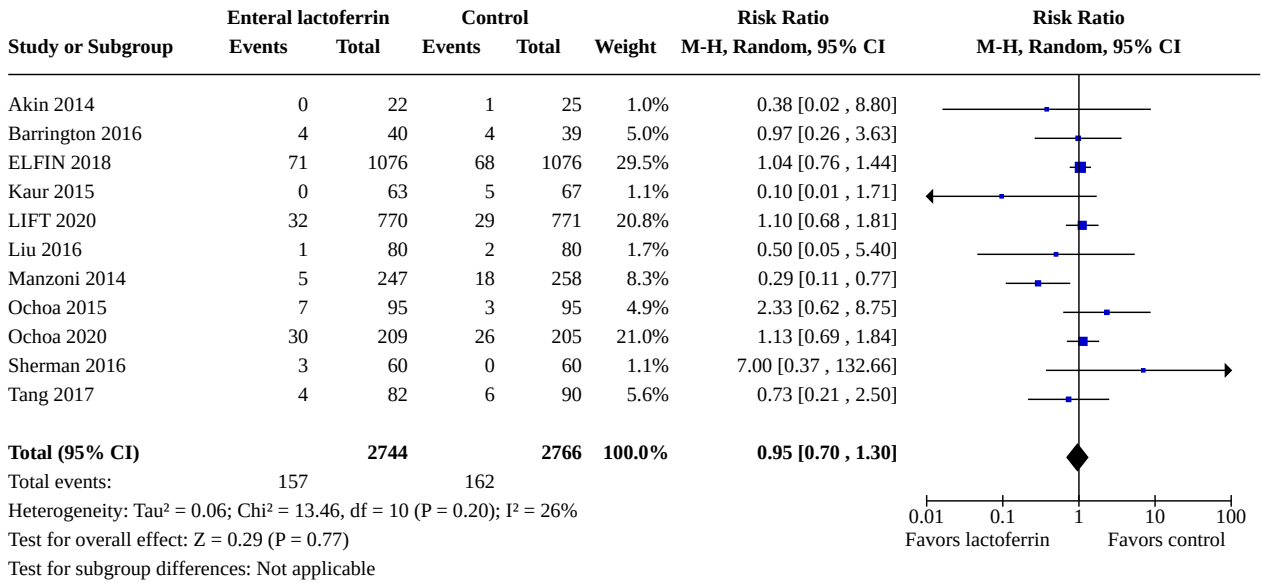 Enteral lactoferrin Control Risk Ratio Risk Ratio
Study or Subgroup Events Total Events Total Weight M-H, Random, 95% CI M-H, Random, 95% CI
Akin 2014 0 22 1 25 1.0% 0.38 [0.02 , 8.80]
Barrington 2016 4 40 4 39 5.0% 0.97 [0.26 , 3.63]
ELFIN 2018 71 1076 68 1076 29.5% 1.04 [0.76 , 1.44]
Kaur 2015 0 63 5 67 1.1% 0.10 [0.01 , 1.71]
LIFT 2020 32 770 29 771 20.8% 1.10 [0.68 , 1.81]
Liu 2016 1 80 2 80 1.7% 0.50 [0.05 , 5.40]
Manzoni 2014 5 247 18 258 8.3% 0.29 [0.11 , 0.77]
Ochoa 2015 7 95 3 95 4.9% 2.33 [0.62 , 8.75]
Ochoa 2020 30 209 26 205 21.0% 1.13 [0.69 , 1.84]
Sherman 2016 3 60 0 60 1.1% 7.00 [0.37 , 132.66]
Tang 2017 4 82 6 90 5.6% 0.73 [0.21 , 2.50]
Total (95% CI) 2744 2766 100.0% 0.95 [0.70 , 1.30]
Total events: 157 162
Heterogeneity: Tau² = 0.06; Chi² = 13.46, df = 10 (P = 0.20); I² = 26%
0.01 0.1 1 10 100
Test for overall effect: Z = 0.29 (P = 0.77)
Favors lactoferrin Favors control
Test for subgroup differences: Not applicable